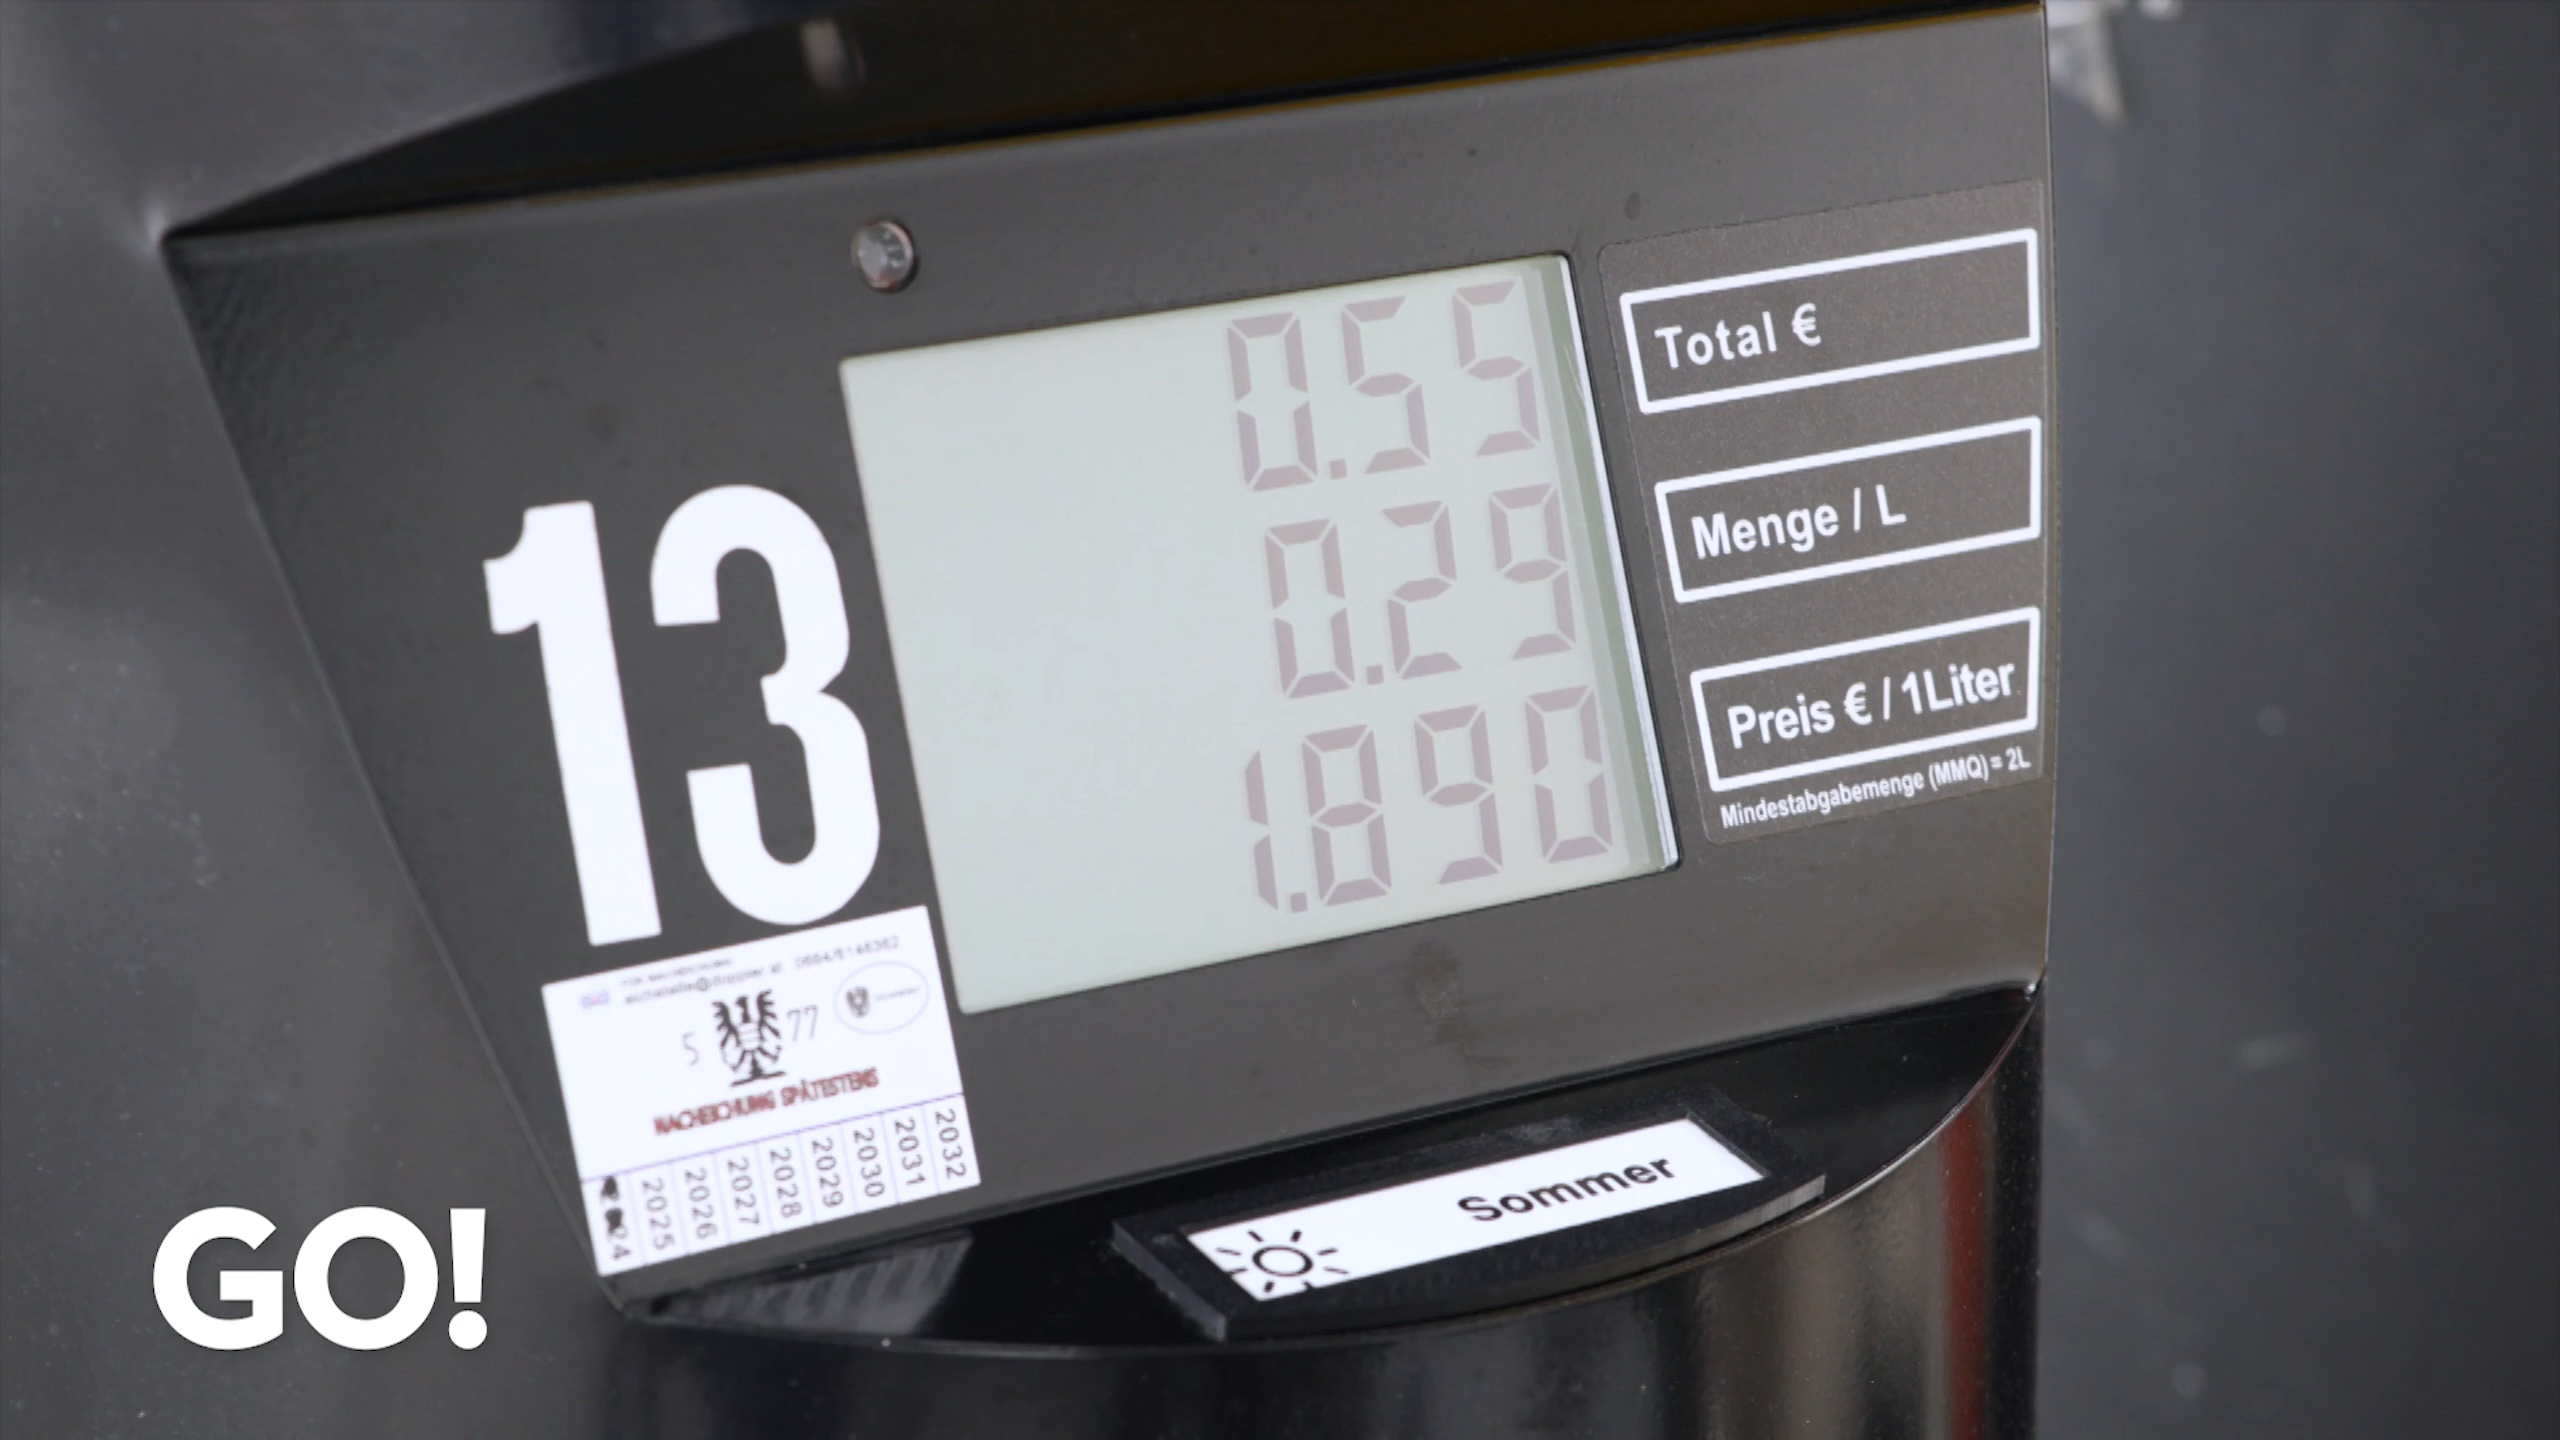 0.55
Total €
0.29
Menge / L
1.890
Preis € / 1Liter
Mindestabgabemenge (MMQ) = 2L
13
5 77
NACHEICHUNG SPÄTESTENS
2025 2026 2027 2028 2029 2030 2031 2032
Sommer
GO!